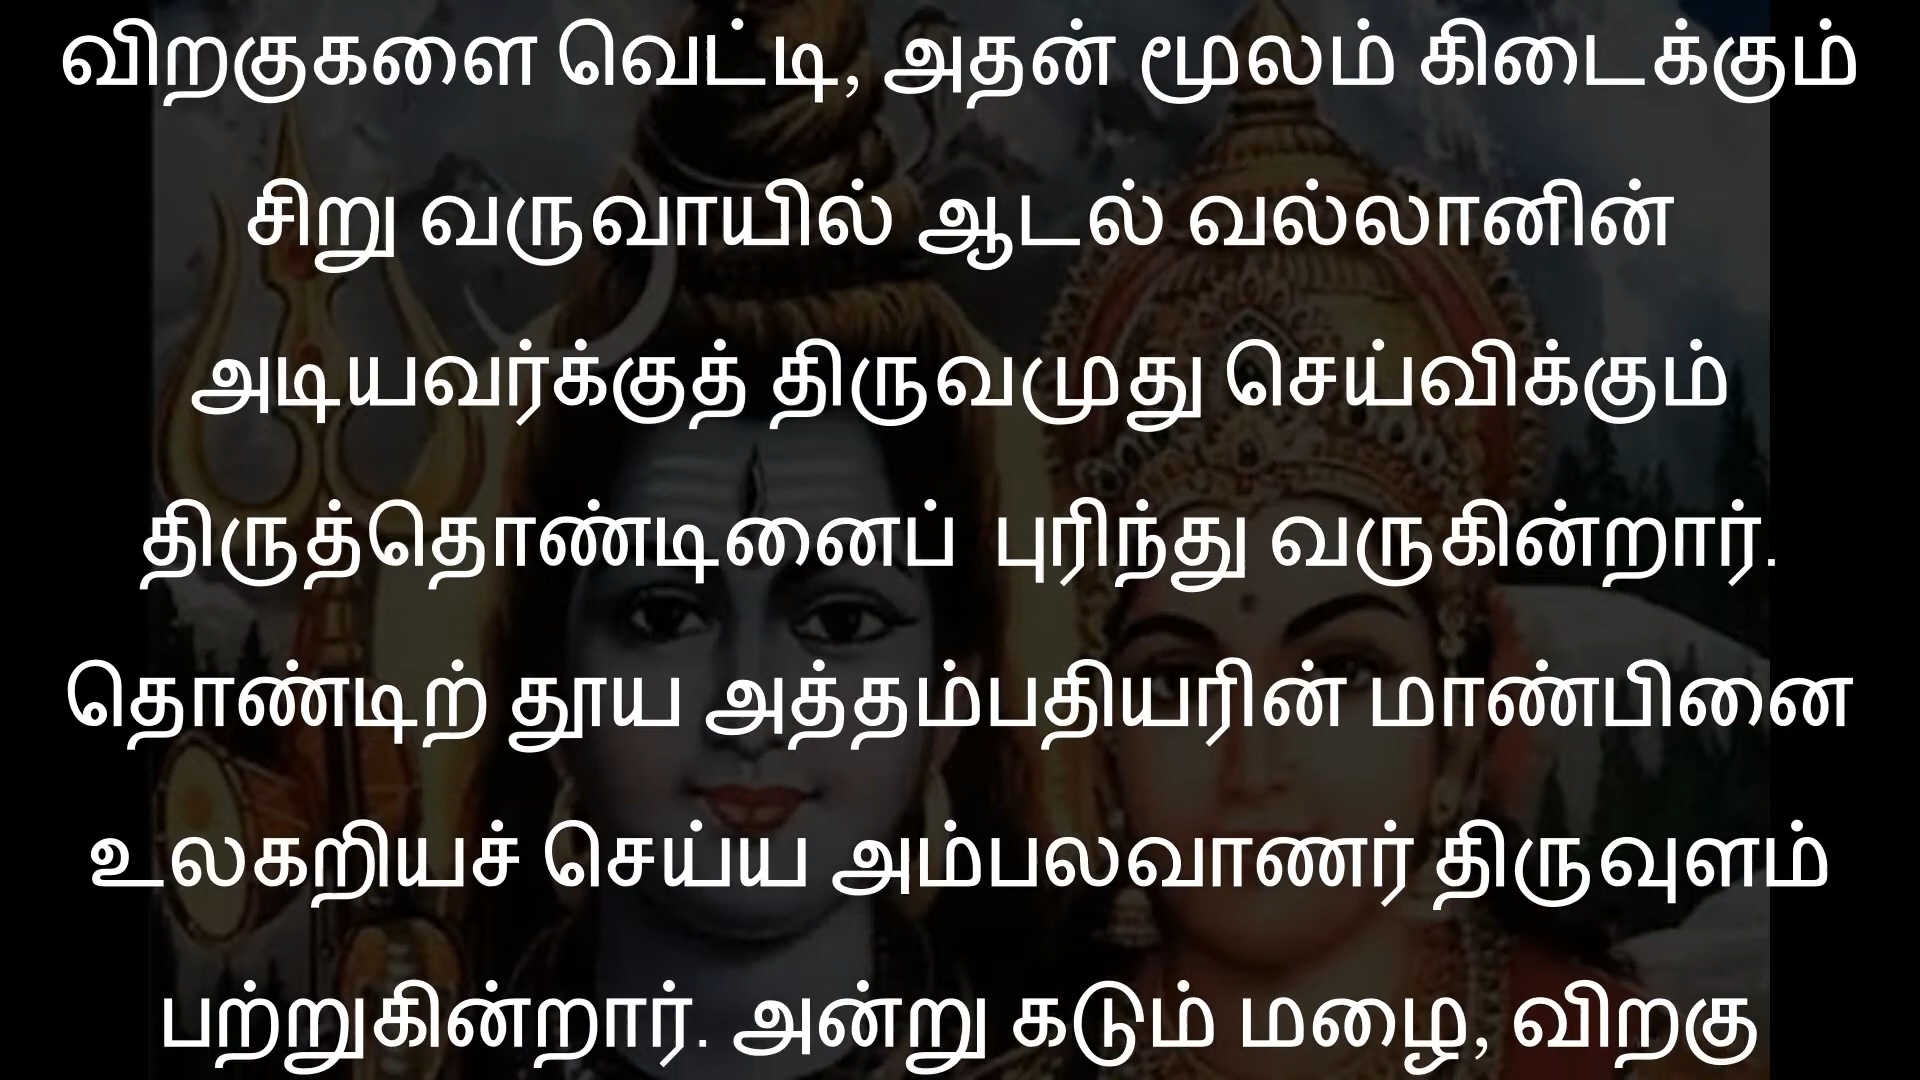 விறகுகளை வெட்டி, அதன் மூலம் கிடைக்கும்
சிறு வருவாயில் ஆடல் வல்லானின்
அடியவர்க்குத் திருவமுது செய்விக்கும்
திருத்தொண்டினைப் புரிந்து வருகின்றார்.
தொண்டிற் தூய அத்தம்பதியரின் மாண்பினை
உலகறியச் செய்ய அம்பலவாணர் திருவுளம்
பற்றுகின்றார். அன்று கடும் மழை, விறகு